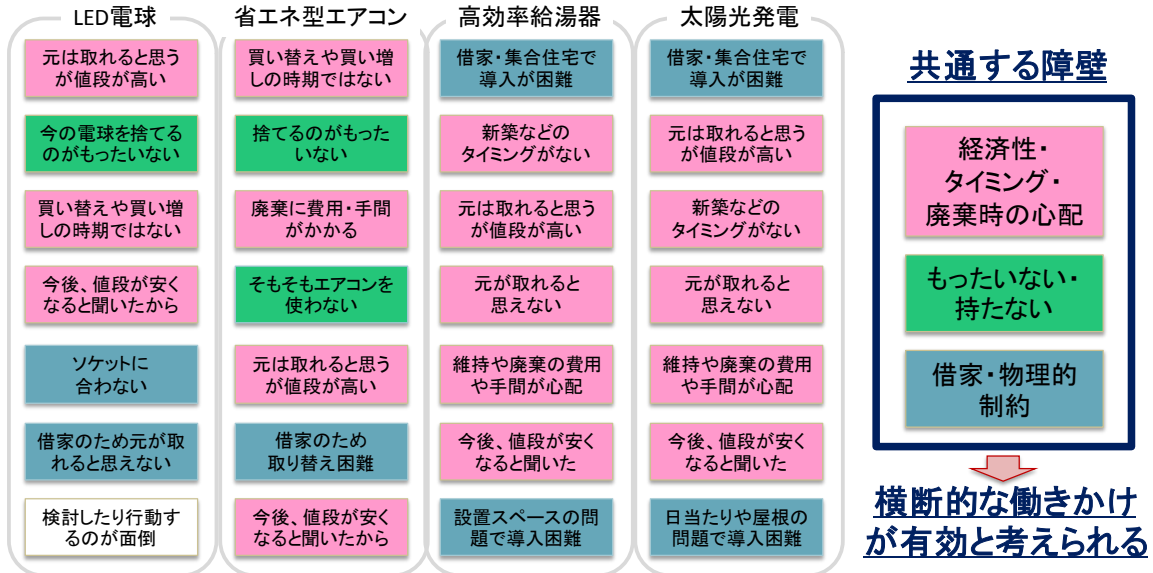 LED電球
元は取れると思う
が値段が高い
今の電球を捨てる
のがもったいない
買い替えや買い増
しの時期ではない
今後、値段が安く
なると聞いたから
ソケットに
合わない
借家のため元が取
れると思えない
検討したり行動す
るのが面倒
省エネ型エアコン
買い替えや買い増
しの時期ではない
捨てるのがもった
いない
廃棄に費用・手間
がかかる
そもそもエアコンを
使わない
元は取れると思う
が値段が高い
借家のため
取り替え困難
今後、値段が安く
なると聞いたから
高効率給湯器
借家・集合住宅で
導入が困難
新築などの
タイミングがない
元は取れると思う
が値段が高い
元が取れると
思えない
維持や廃棄の費用
や手間が心配
今後、値段が安く
なると聞いた
設置スペースの問
題で導入困難
太陽光発電
借家・集合住宅で
導入が困難
元は取れると思う
が値段が高い
新築などの
タイミングがない
元が取れると
思えない
維持や廃棄の費用
や手間が心配
今後、値段が安く
なると聞いた
日当たりや屋根の
問題で導入困難
共通する障壁
経済性・
タイミング・
廃棄時の心配
もったいない・
持たない
借家・物理的
制約
横断的な働きかけ
が有効と考えられる